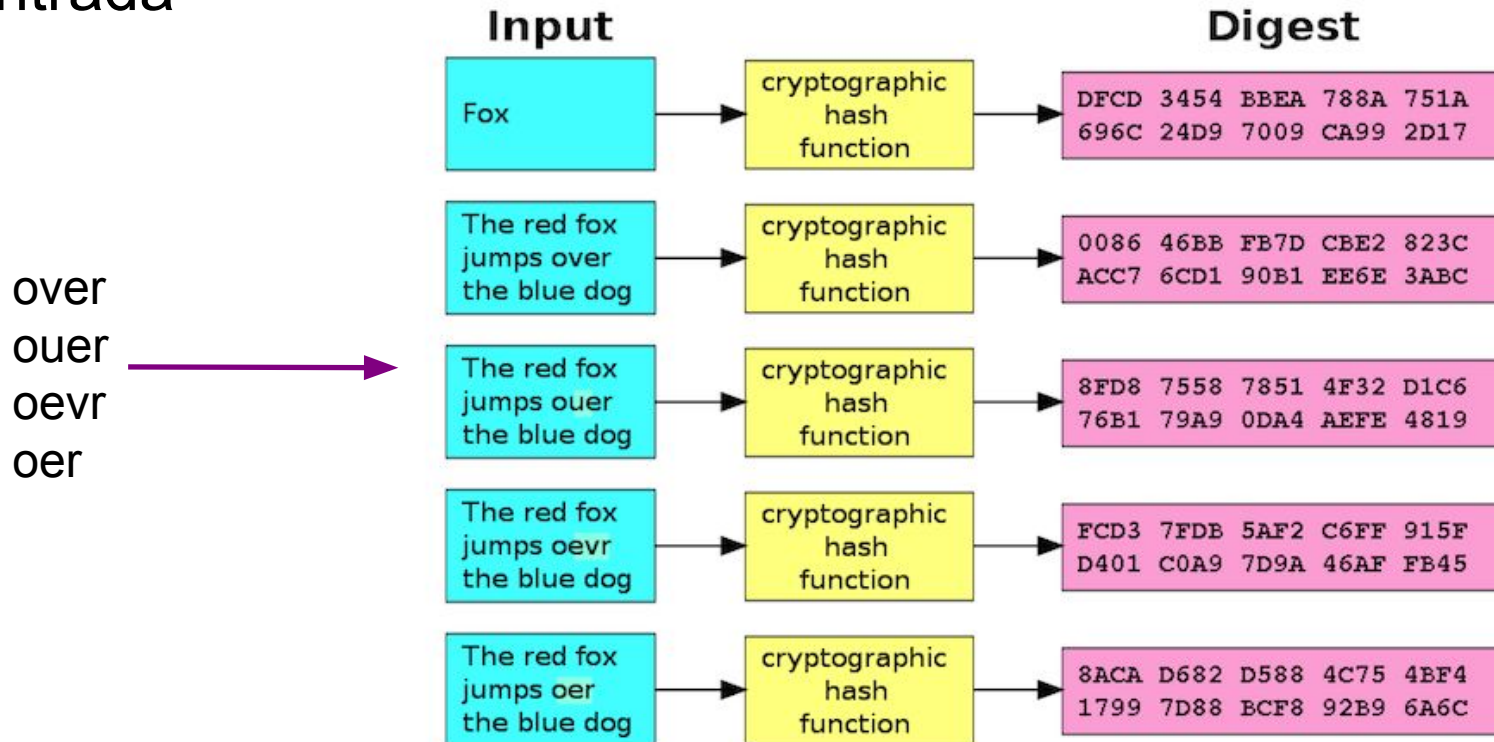 Input
Digest
Fox
cryptographic
hash
function
DFCD 3454 BBEA 788A 751A
696C 24D9 7009 CA99 2D17
The red fox
jumps over
the blue dog
cryptographic
hash
function
0086 46BB FB7D CBE2 823C
ACC7 6CD1 90B1 EE6E 3ABC
over
ouer
oevr
oer
The red fox
jumps ouer
the blue dog
cryptographic
hash
function
8FD8 7558 7851 4F32 D1C6
76B1 79A9 0DA4 AEFE 4819
The red fox
jumps oevr
the blue dog
cryptographic
hash
function
FCD3 7FDB 5AF2 C6FF 915F
D401 C0A9 7D9A 46AF FB45
The red fox
jumps oer
the blue dog
cryptographic
hash
function
8ACA D682 D588 4C75 4BF4
1799 7D88 BCF8 92B9 6A6C